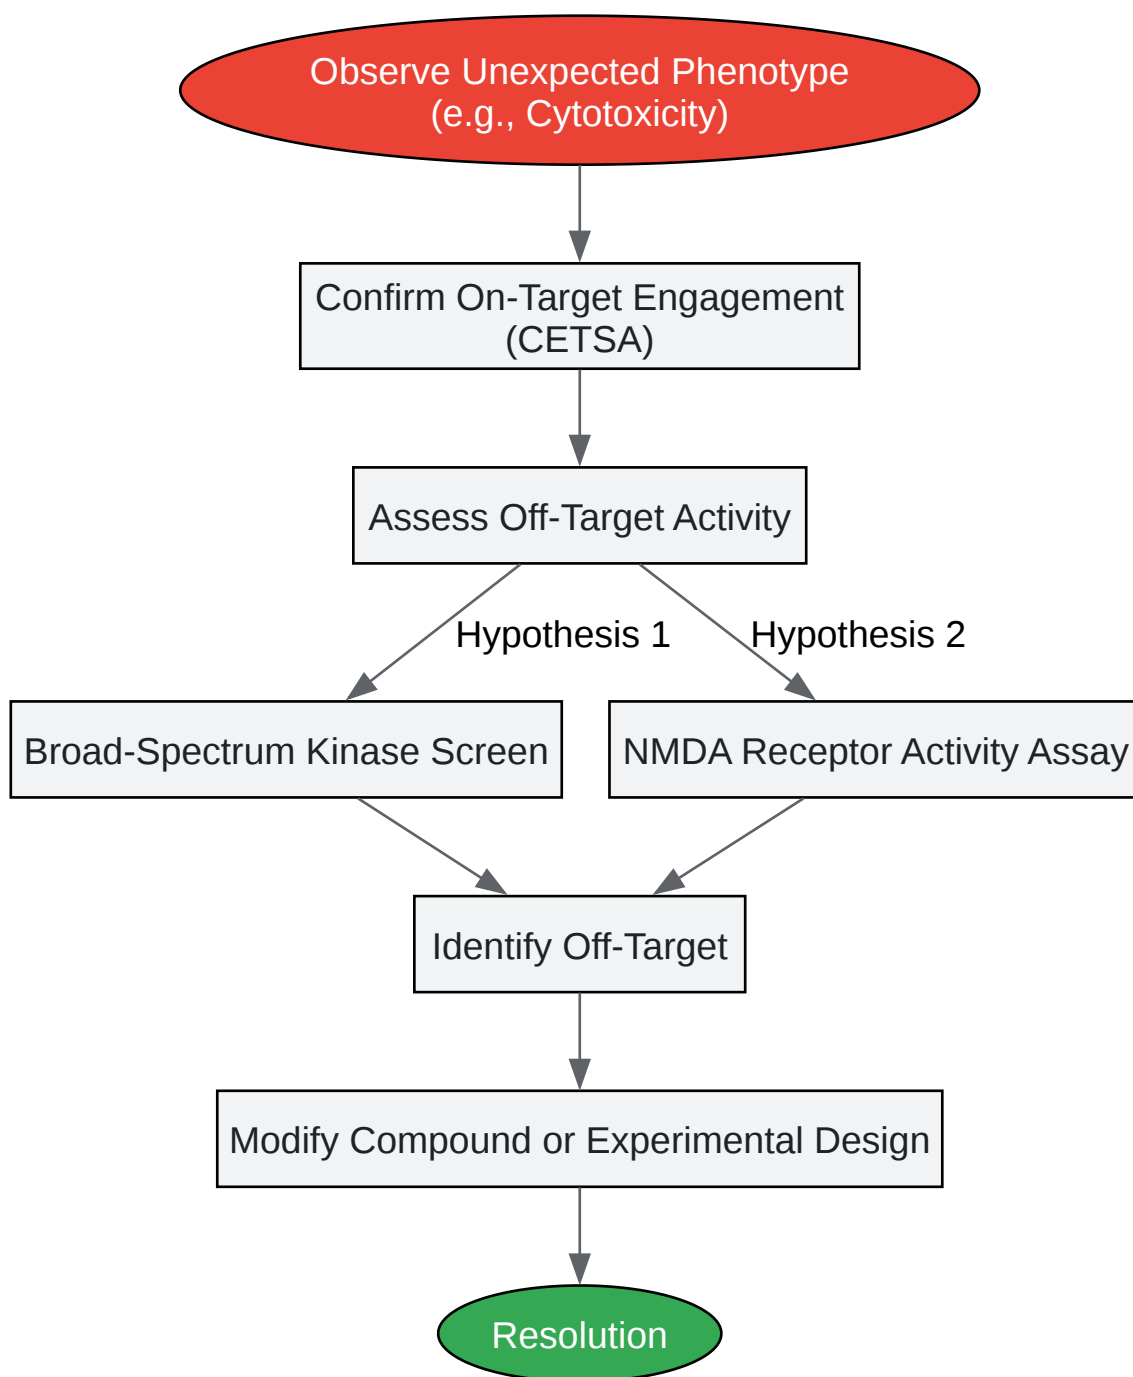 Observe Unexpected Phenotype
(e.g., Cytotoxicity)
Confirm On-Target Engagement
(CETSA)
Assess Off-Target Activity
Hypothesis 1
Hypothesis 2
Broad-Spectrum Kinase Screen
NMDA Receptor Activity Assay
Identify Off-Target
Modify Compound or Experimental Design
Resolution